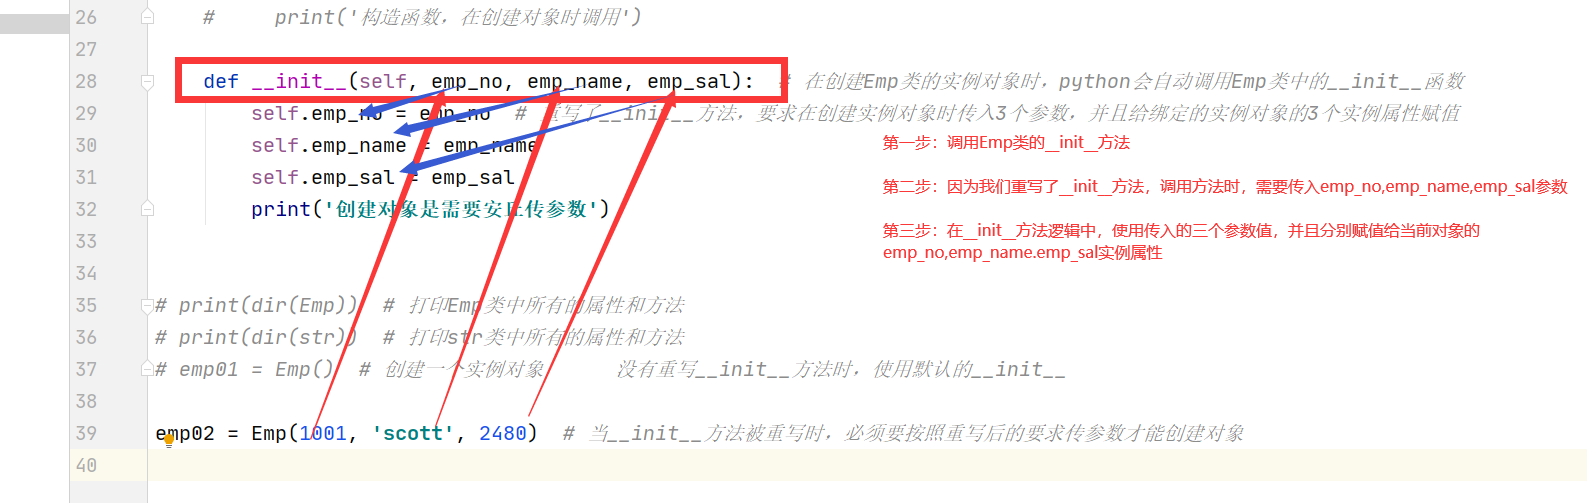 26 #     print('构造函数，在创建对象时调用')
27
28 def __init__(self, emp_no, emp_name, emp_sal):  # 在创建Emp类的实例对象时，python会自动调用Emp类中的__init__函数
29 self.emp_no = emp_no  # 重写了__init__方法，要求在创建实例对象时传入3个参数，并且给绑定的实例对象的3个实例属性赋值
第一步：调用Emp类的__init__方法
30 self.emp_name = emp_name
31 self.emp_sal = emp_sal
第二步：因为我们重写了__init__方法，调用方法时，需要传入emp_no,emp_name,emp_sal参数
32 print('创建对象是需要安照传参数')
第三步：在__init__方法逻辑中，使用传入的三个参数值，并且分别赋值给当前对象的
emp_no,emp_name.emp_sal实例属性
33
34
35 # print(dir(Emp))  # 打印Emp类中所有的属性和方法
36 # print(dir(str))  # 打印str类中所有的属性和方法
37 # emp01 = Emp()  # 创建一个实例对象      没有重写__init__方法时，使用默认的__init__
38
39 emp02 = Emp(1001, 'scott', 2480)  # 当__init__方法被重写时，必须要按照重写后的要求传参数才能创建对象
40